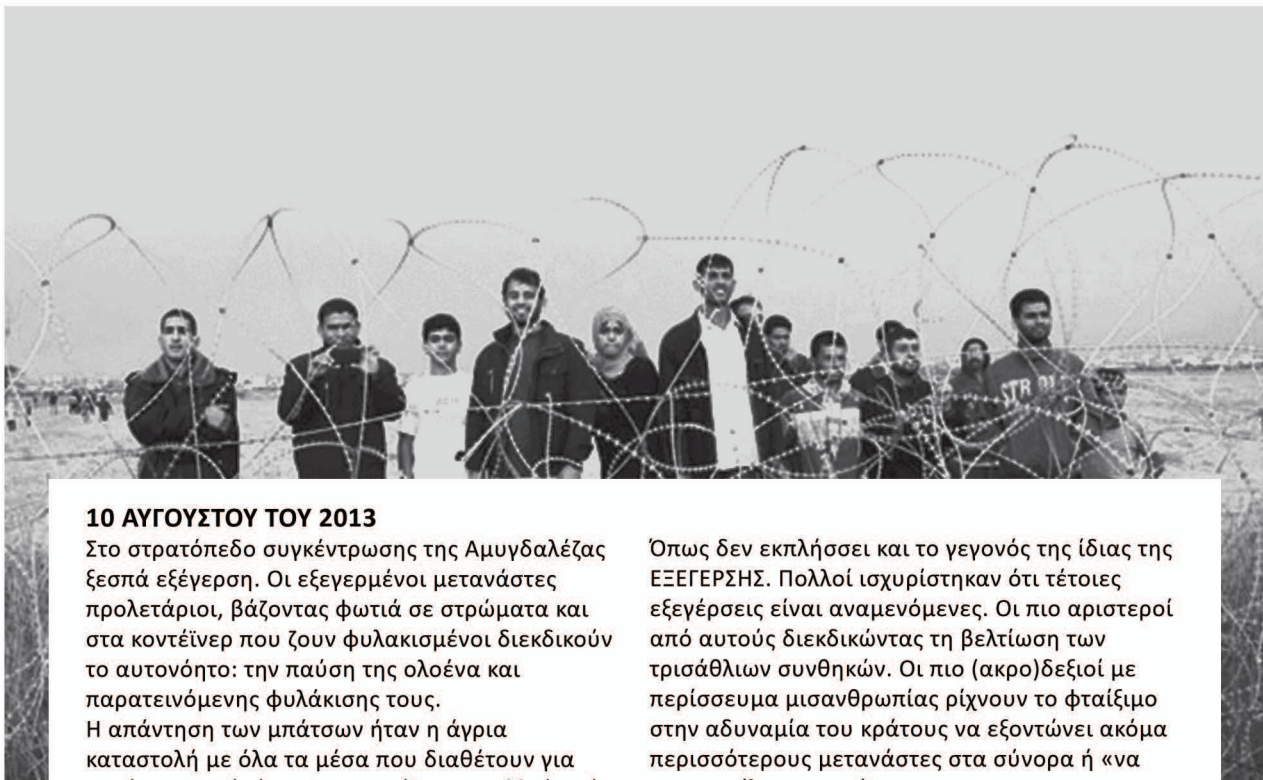 10 ΑΥΓΟΥΣΤΟΥ ΤΟΥ 2013
Στο στρατόπεδο συγκέντρωσης της Αμυγδαλέζας
ξεσπά εξέγερση. Οι εξεγερμένοι μετανάστες
προλετάριοι, βάζοντας φωτιά σε στρώματα και
στα κοντέϊνερ που ζουν φυλακισμένοι διεκδικούν
το αυτονόητο: την παύση της ολοένα και
παρατεινόμενης φυλάκισης τους.
Η απάντηση των μπάτσων ήταν η άγρια
καταστολή με όλα τα μέσα που διαθέτουν για
Όπως δεν εκπλήσσει και το γεγονός της ίδιας της
ΕΞΕΓΕΡΣΗΣ. Πολλοί ισχυρίστηκαν ότι τέτοιες
εξεγέρσεις είναι αναμενόμενες. Οι πιο αριστεροί
από αυτούς διεκδικώντας τη βελτίωση των
τρισάθλιων συνθηκών. Οι πιο (ακρο)δεξιοί με
περίσσευμα μισανθρωπίας ρίχνουν το φταίξιμο
στην αδυναμία του κράτους να εξοντώνει ακόμα
περισσότερους μετανάστες στα σύνορα ή «να